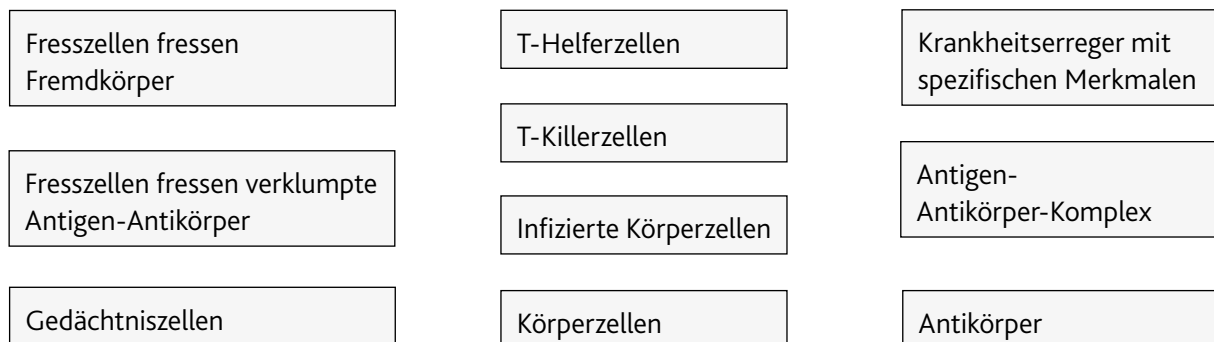 Fresszellen fressen
Fremdkörper
Fresszellen fressen verklumpte
Antigen-Antikörper
Gedächtniszellen
T-Helferzellen
T-Killerzellen
Infizierte Körperzellen
Körperzellen
Krankheitserreger mit
spezifischen Merkmalen
Antigen-
Antikörper-Komplex
Antikörper